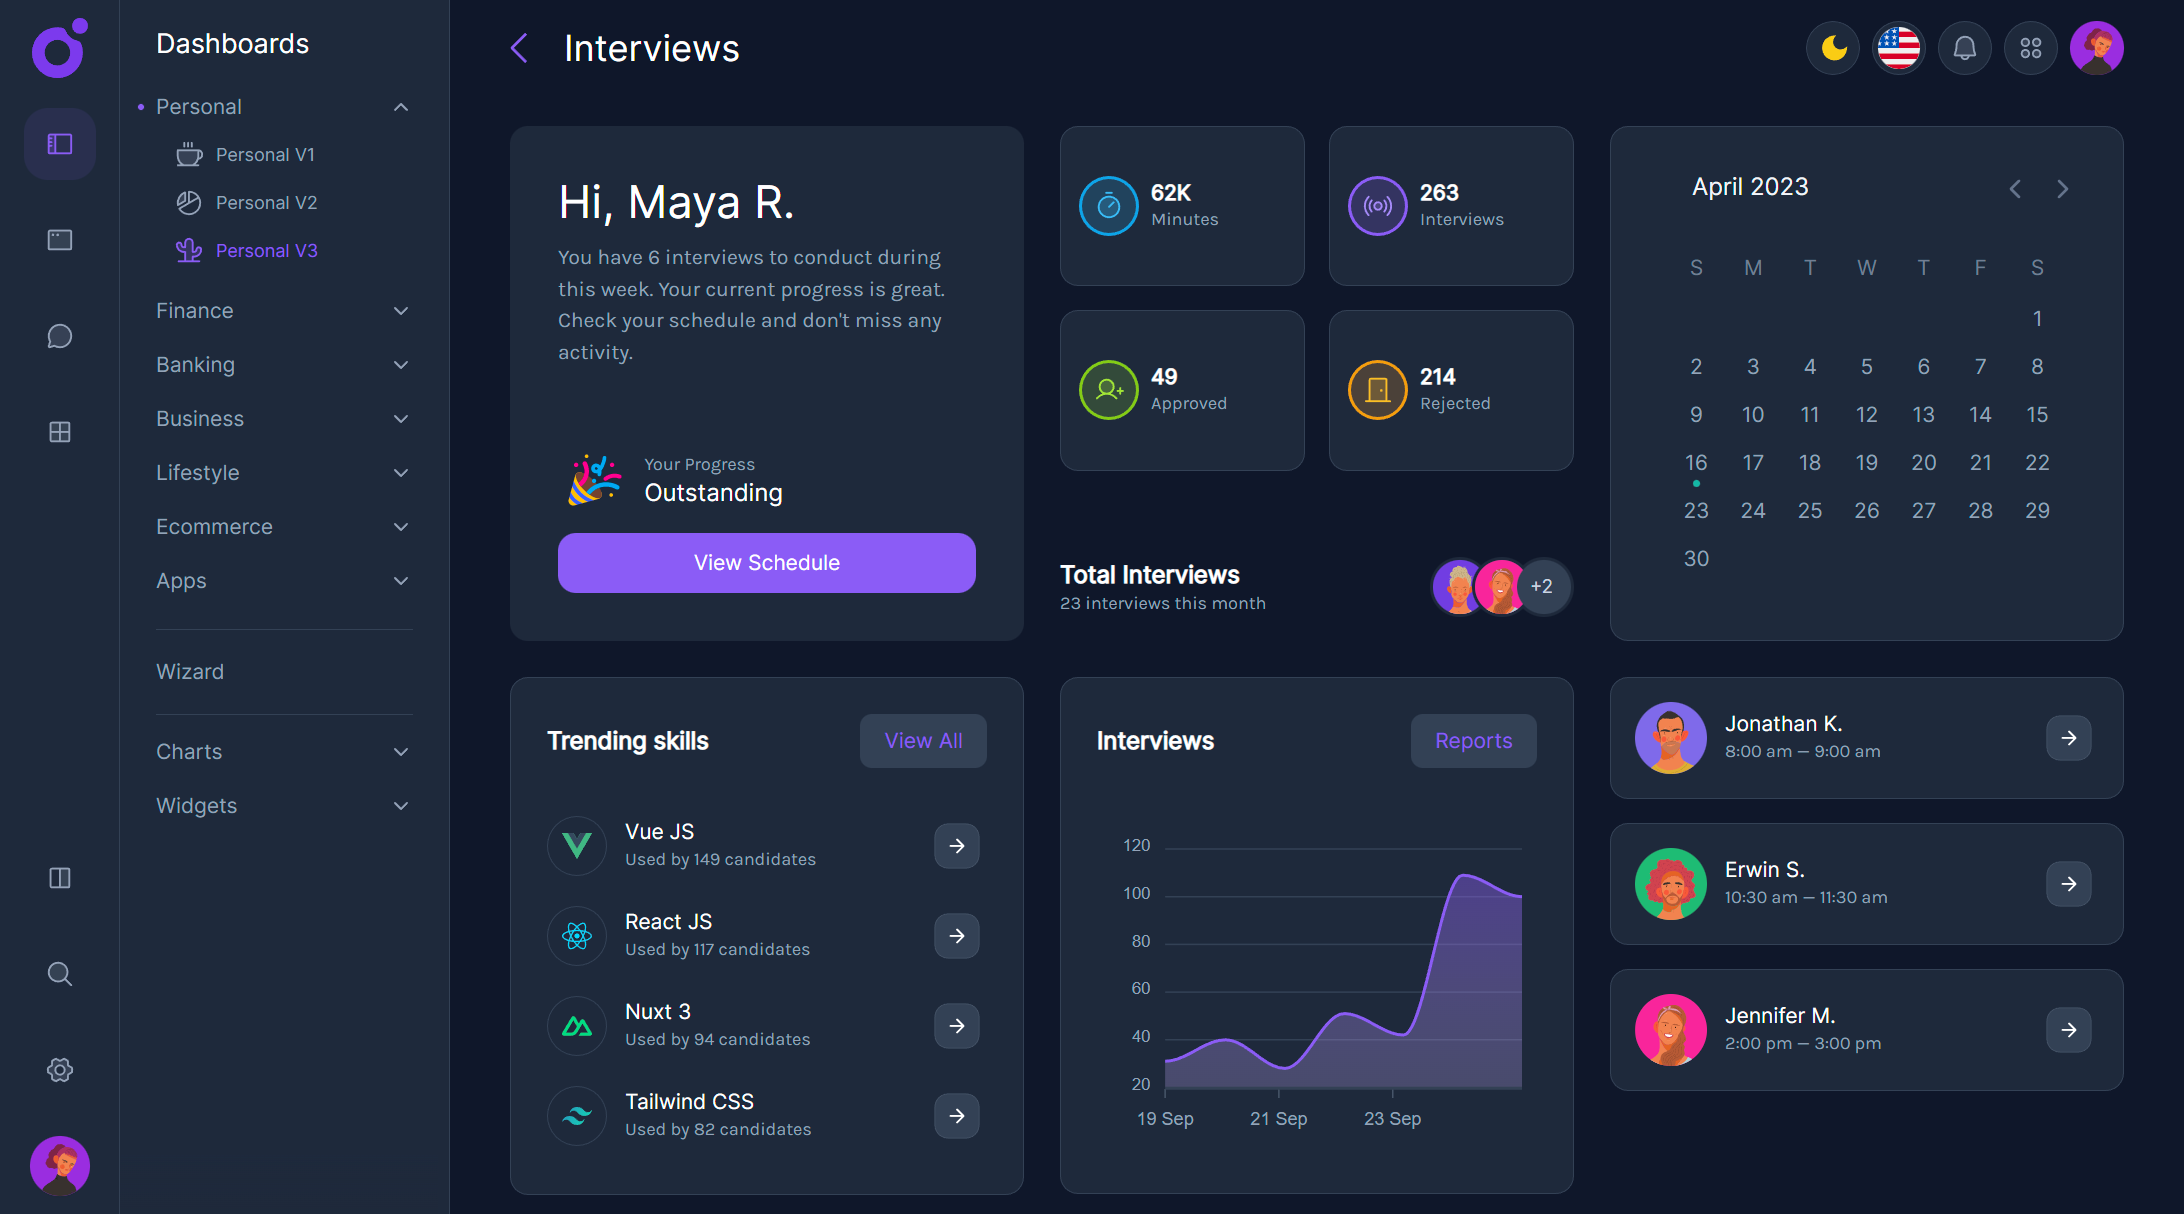 Dashboards
Personal
Personal V1
Personal V2
Personal V3
Finance
Banking
Business
Lifestyle
Ecommerce
Apps
Wizard
Charts
Widgets
Interviews
Hi, Maya R.
You have 6 interviews to conduct during
this week. Your current progress is great.
Check your schedule and don't miss any
activity.
Your Progress
Outstanding
View Schedule
62K
Minutes
263
Interviews
49
Approved
214
Rejected
Total Interviews
23 interviews this month
+2
April 2023
S M T W T F S
1
2 3 4 5 6 7 8
9 10 11 12 13 14 15
16 17 18 19 20 21 22
23 24 25 26 27 28 29
30
Trending skills
View All
Vue JS
Used by 149 candidates
React JS
Used by 117 candidates
Nuxt 3
Used by 94 candidates
Tailwind CSS
Used by 82 candidates
Interviews
Reports
120
100
80
60
40
20
19 Sep 21 Sep 23 Sep
Jonathan K.
8:00 am — 9:00 am
Erwin S.
10:30 am — 11:30 am
Jennifer M.
2:00 pm — 3:00 pm